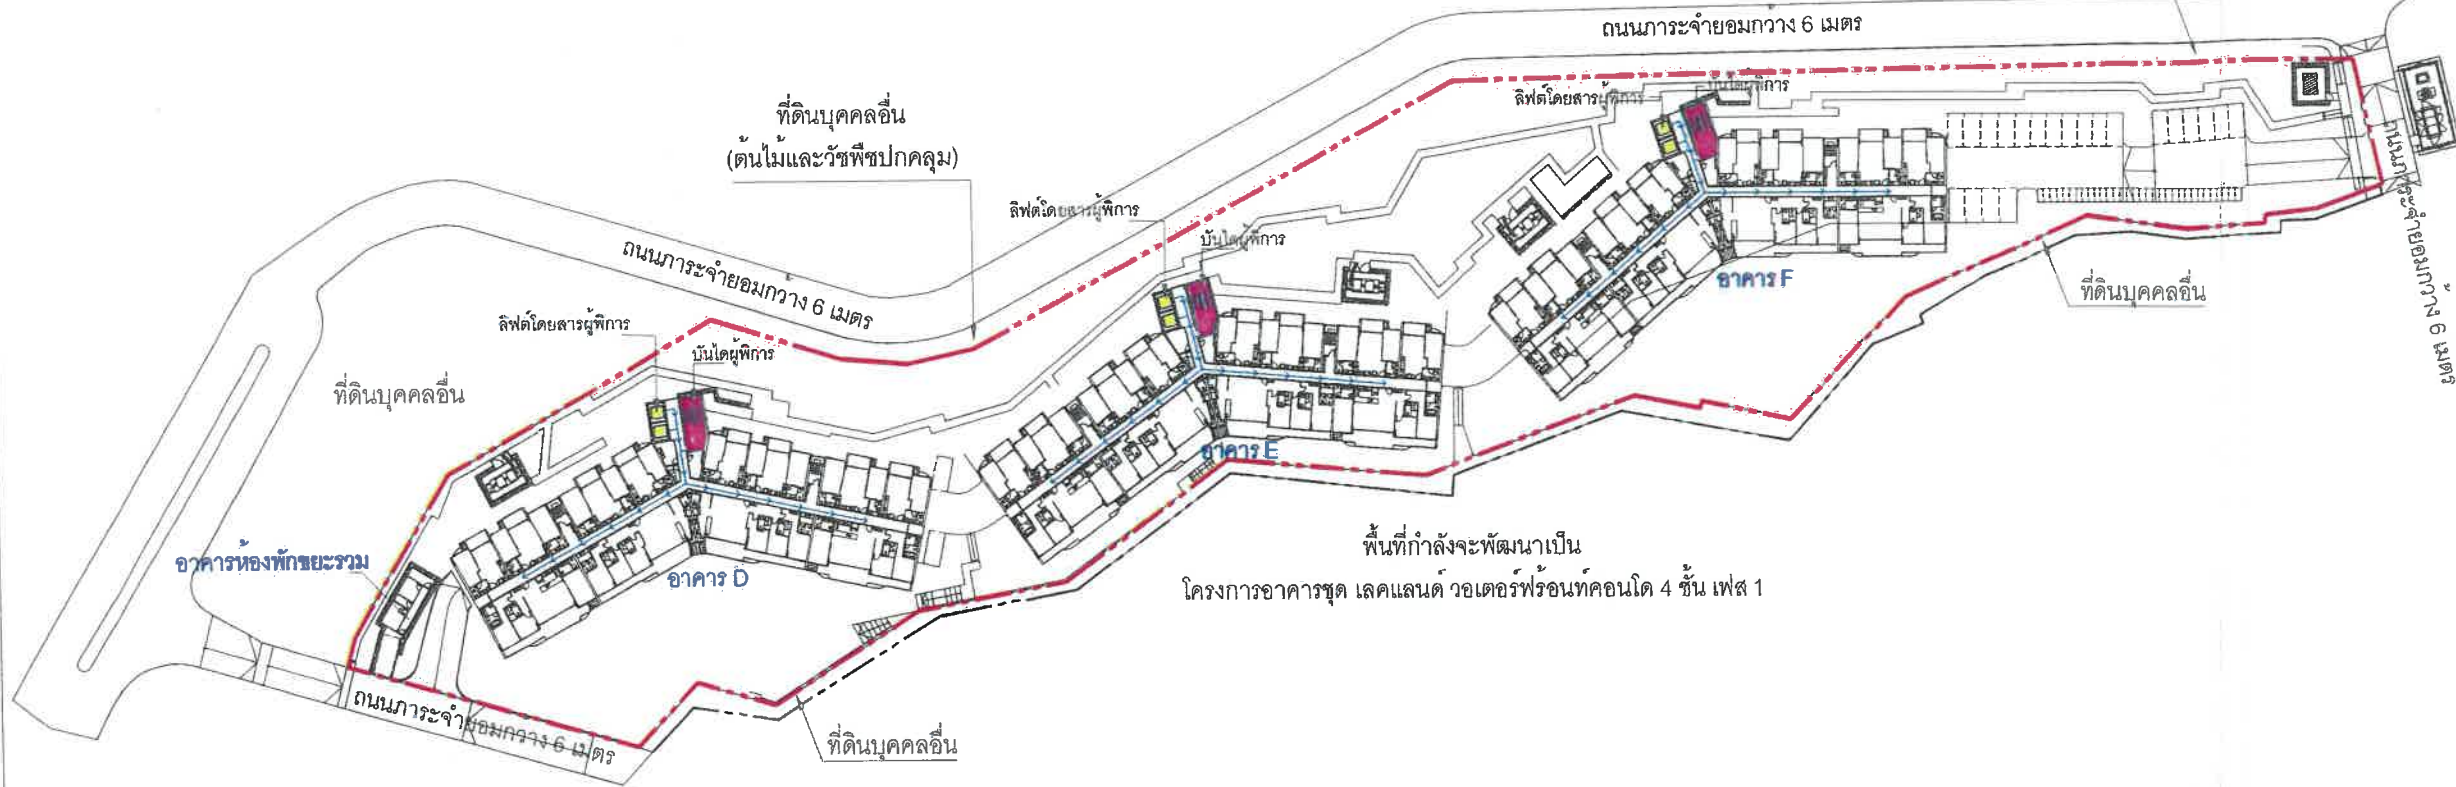 ถนนภาระจำยอมกว้าง 6 เมตร
ที่ดินบุคคลอื่น
(ต้นไม้และวัชพืชปกคลุม)
ลิฟต์โดยสารผู้พิการ
บันไดผู้พิการ
ถนนภาระจำยอมกว้าง 6 เมตร
ลิฟต์โดยสารผู้พิการ
บันไดผู้พิการ
ถนนภาระจำยอมกว้าง 6 เมตร
อาคาร F
ที่ดินบุคคลอื่น
ลิฟต์โดยสารผู้พิการ
บันไดผู้พิการ
ที่ดินบุคคลอื่น
อาคาร E
อาคารห้องพักขยะรวม
อาคาร D
พื้นที่กำลังจะพัฒนาเป็น
โครงการอาคารชุด เลคแลนด์ วอเตอร์ฟร้อนท์คอนโด 4 ชั้น เฟส 1
ถนนภาระจำยอมกว้าง 6 เมตร
ที่ดินบุคคลอื่น